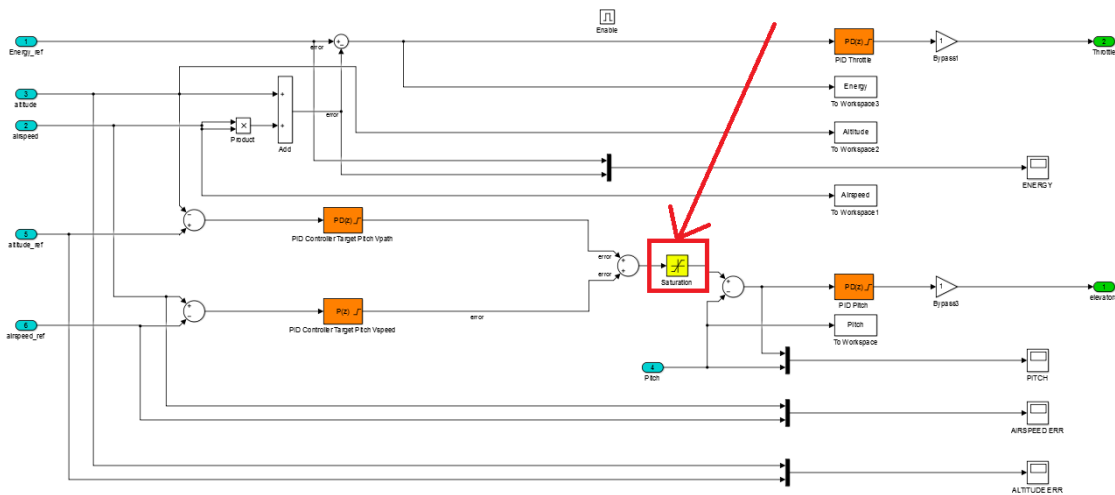 Enable
1
Energy_ref
error
+
-
PD(z)
PID Throttle
1
Bypass1
2
Throttle
Energy
To Workspace3
3
altitude
+
2
airspeed
×
Product
+
Add
error
Altitude
To Workspace2
ENERGY
Airspeed
To Workspace1
5
altitude_ref
-
+
PD(z)
PID Controller Target Pitch Vpath
error
+
+
error
Saturation
+
-
PD(z)
PID Pitch
1
Bypass3
1
elevator
6
airspeed_ref
+
-
P(z)
PID Controller Target Pitch Vspeed
error
Pitch
To Workspace
4
Pitch
PITCH
AIRSPEED ERR
ALTITUDE ERR